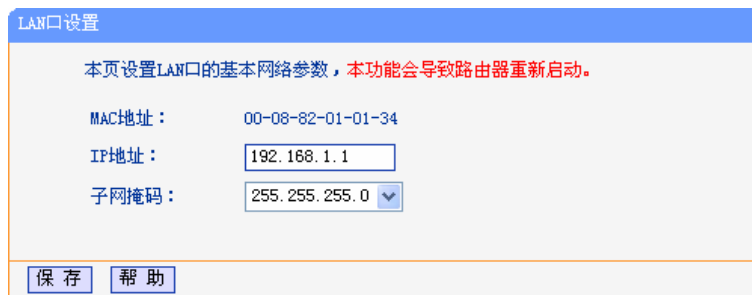 LAN口设置
本页设置LAN口的基本网络参数，本功能会导致路由器重新启动。
MAC地址： 00-08-82-01-01-34
IP地址： 192.168.1.1
子网掩码： 255.255.255.0
保 存 帮 助